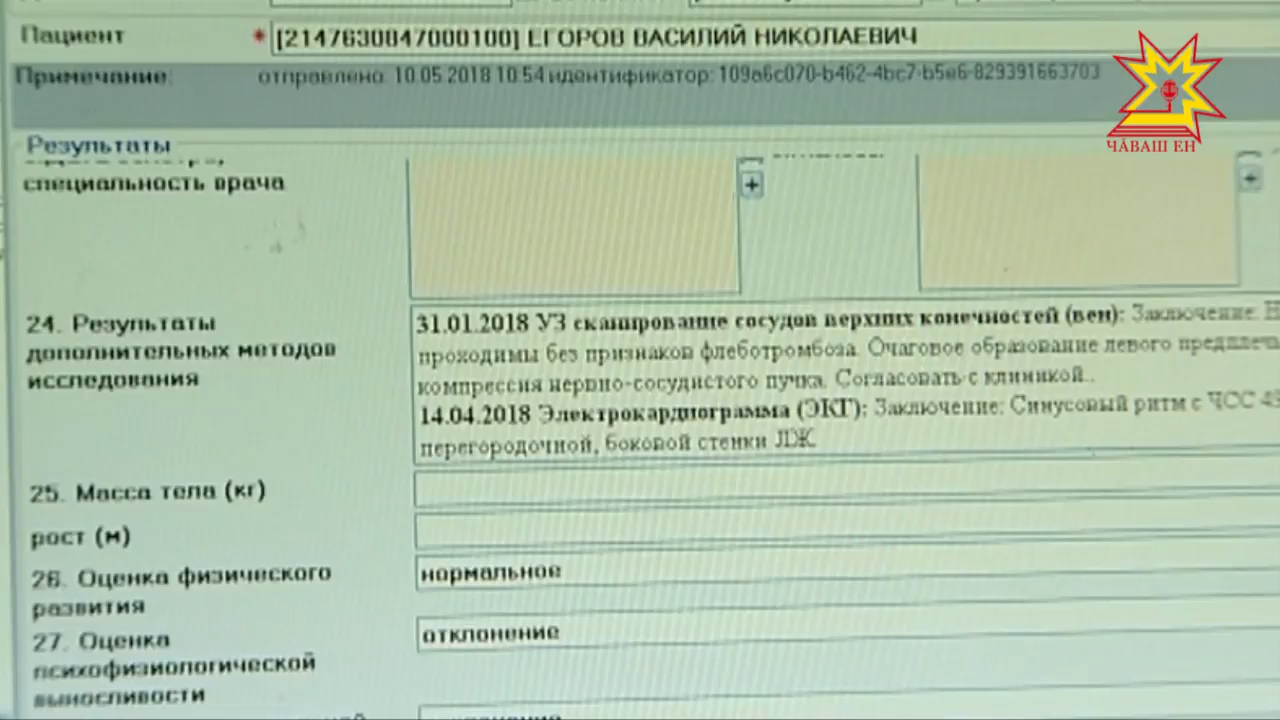 Пациент * [2147630847000100] ЕГОРОВ ВАСИЛИЙ НИКОЛАЕВИЧ
Примечание: отправлено: 10.05.2018 10:54 идентификатор: 109a6c070-b462-4bc7-b5e6-829391663703
ЧӐВАШ ЕН
Результаты
специальность врача
24. Результаты дополнительных методов исследования
31.01.2018 УЗ сканирование сосудов верхних конечностей (вен): Заключение: 
проходимы без признаков флеботромбоза. Очаговое образование левого предплеч
компрессия нервно-сосудистого пучка. Согласовать с клиникой..
14.04.2018 Электрокардиограмма (ЭКГ): Заключение: Синусовый ритм с ЧСС
перегородочной, боковой стенки ЛЖ
25. Масса тела (кг)
рост (м)
26. Оценка физического
развития
нормальное
27. Оценка
психофизиологической
выносливости
отклонение